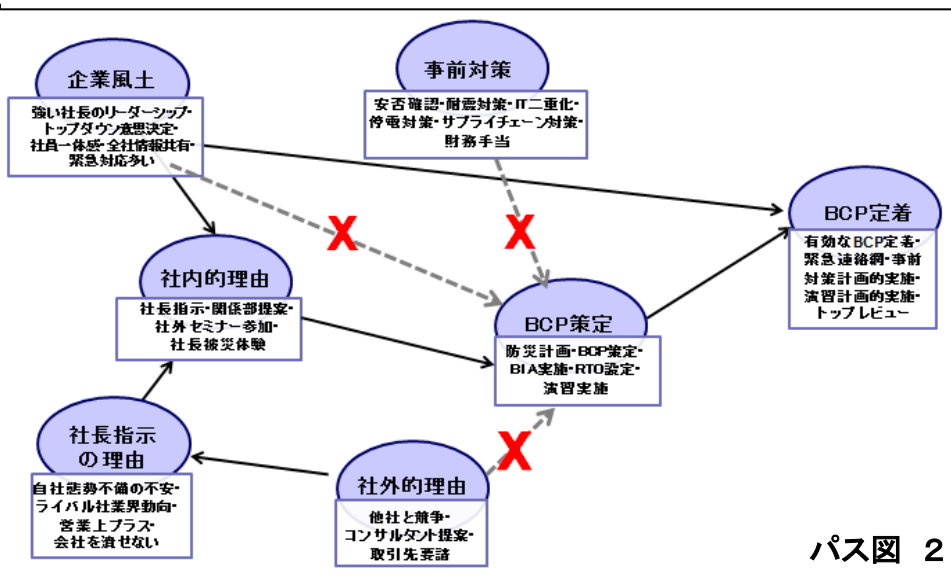 企業風土
強い社長のリーダーシップ・
トップダウン意思決定・
社員一体感・全社情報共有・
緊急対応多い
事前対策
安否確認・耐震対策・IT二重化・
停電対策・サプライチェーン対策・
財務手当
X
X
BCP定着
有効なBCP定着・
緊急連絡網・事前
対策計画的実施・
演習計画的実施・
トップレビュー
社内的理由
社長指示・関係部提案・
社外セミナー参加・
社長被災体験
BCP策定
防災計画・BCP策定・
BIA実施・RTO設定・
演習実施
社長指示
の理由
自社態勢不備の不安・
ライバル社業界動向・
営業上プラス・
会社を潰せない
X
社外的理由
他社と競争・
コンサルタント提案・
取引先要請
パス図 2